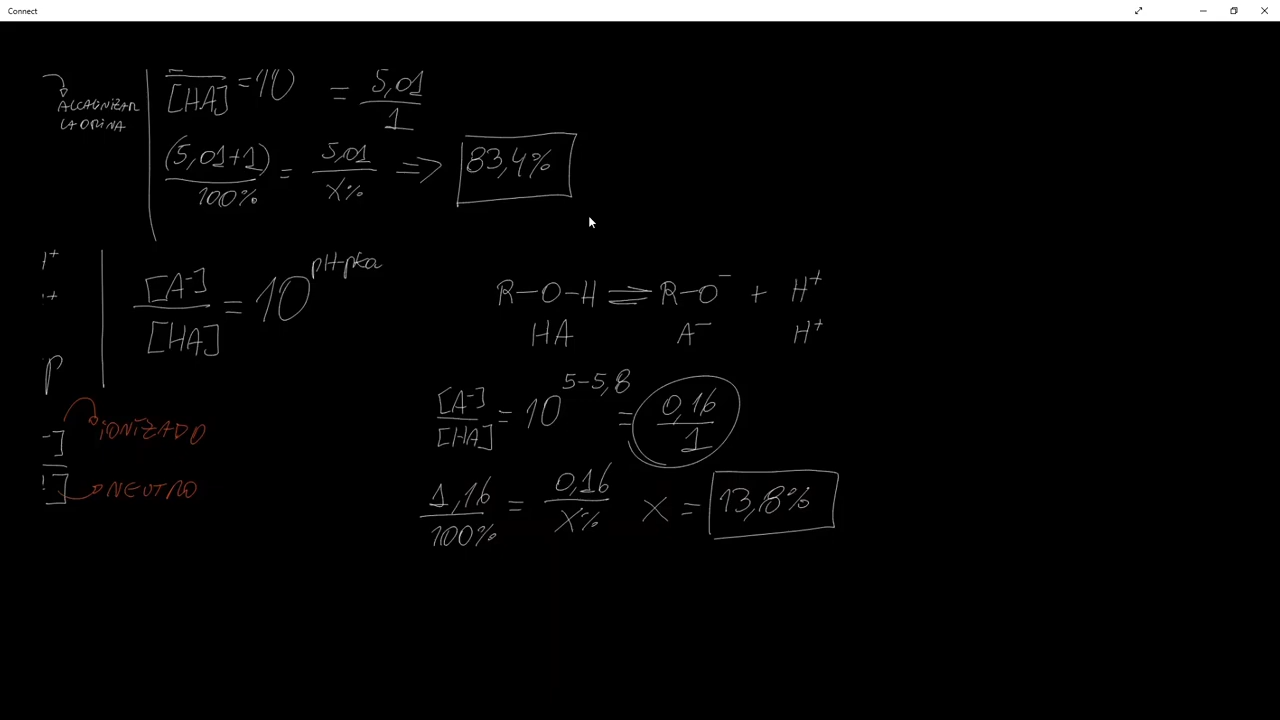 Connect
ALCALINIZAR
LA ORINA
[HA] = 10 = 5,01/1
(5,01+1)/100% = 5,01/X% => 83,4%
H+
[A-]/[HA] = 10^pH-pKa
R-O-H ⇌ R-O- + H+
HA A- H+
P
[A-]/[HA] = 10^5-5,8 = 0,16/1
IONIZADO
NEUTRO
1,16/100% = 0,16/X% X = 13,8%